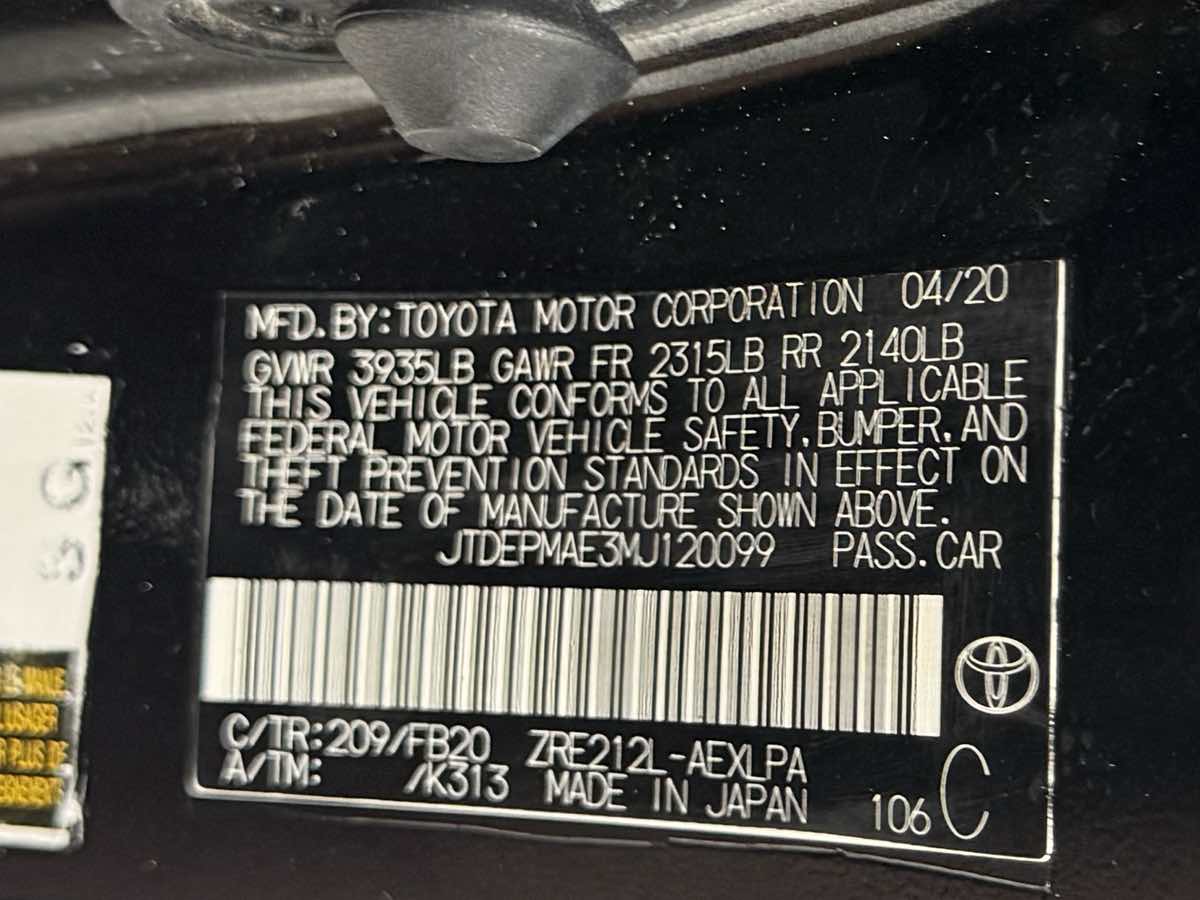 MFD. BY: TOYOTA MOTOR CORPORATION 04/20
GVWR 3935LB GAWR FR 2315LB RR 2140LB
THIS VEHICLE CONFORMS TO ALL APPLICABLE
FEDERAL MOTOR VEHICLE SAFETY, BUMPER, AND
THEFT PREVENTION STANDARDS IN EFFECT ON
THE DATE OF MANUFACTURE SHOWN ABOVE.
JTDEPMAE3MJ120099 PASS. CAR
C/TR: 209/FB20 ZRE212L-AEXLPA
A/TM: /K313 MADE IN JAPAN 106 C
S G
PLUS DE